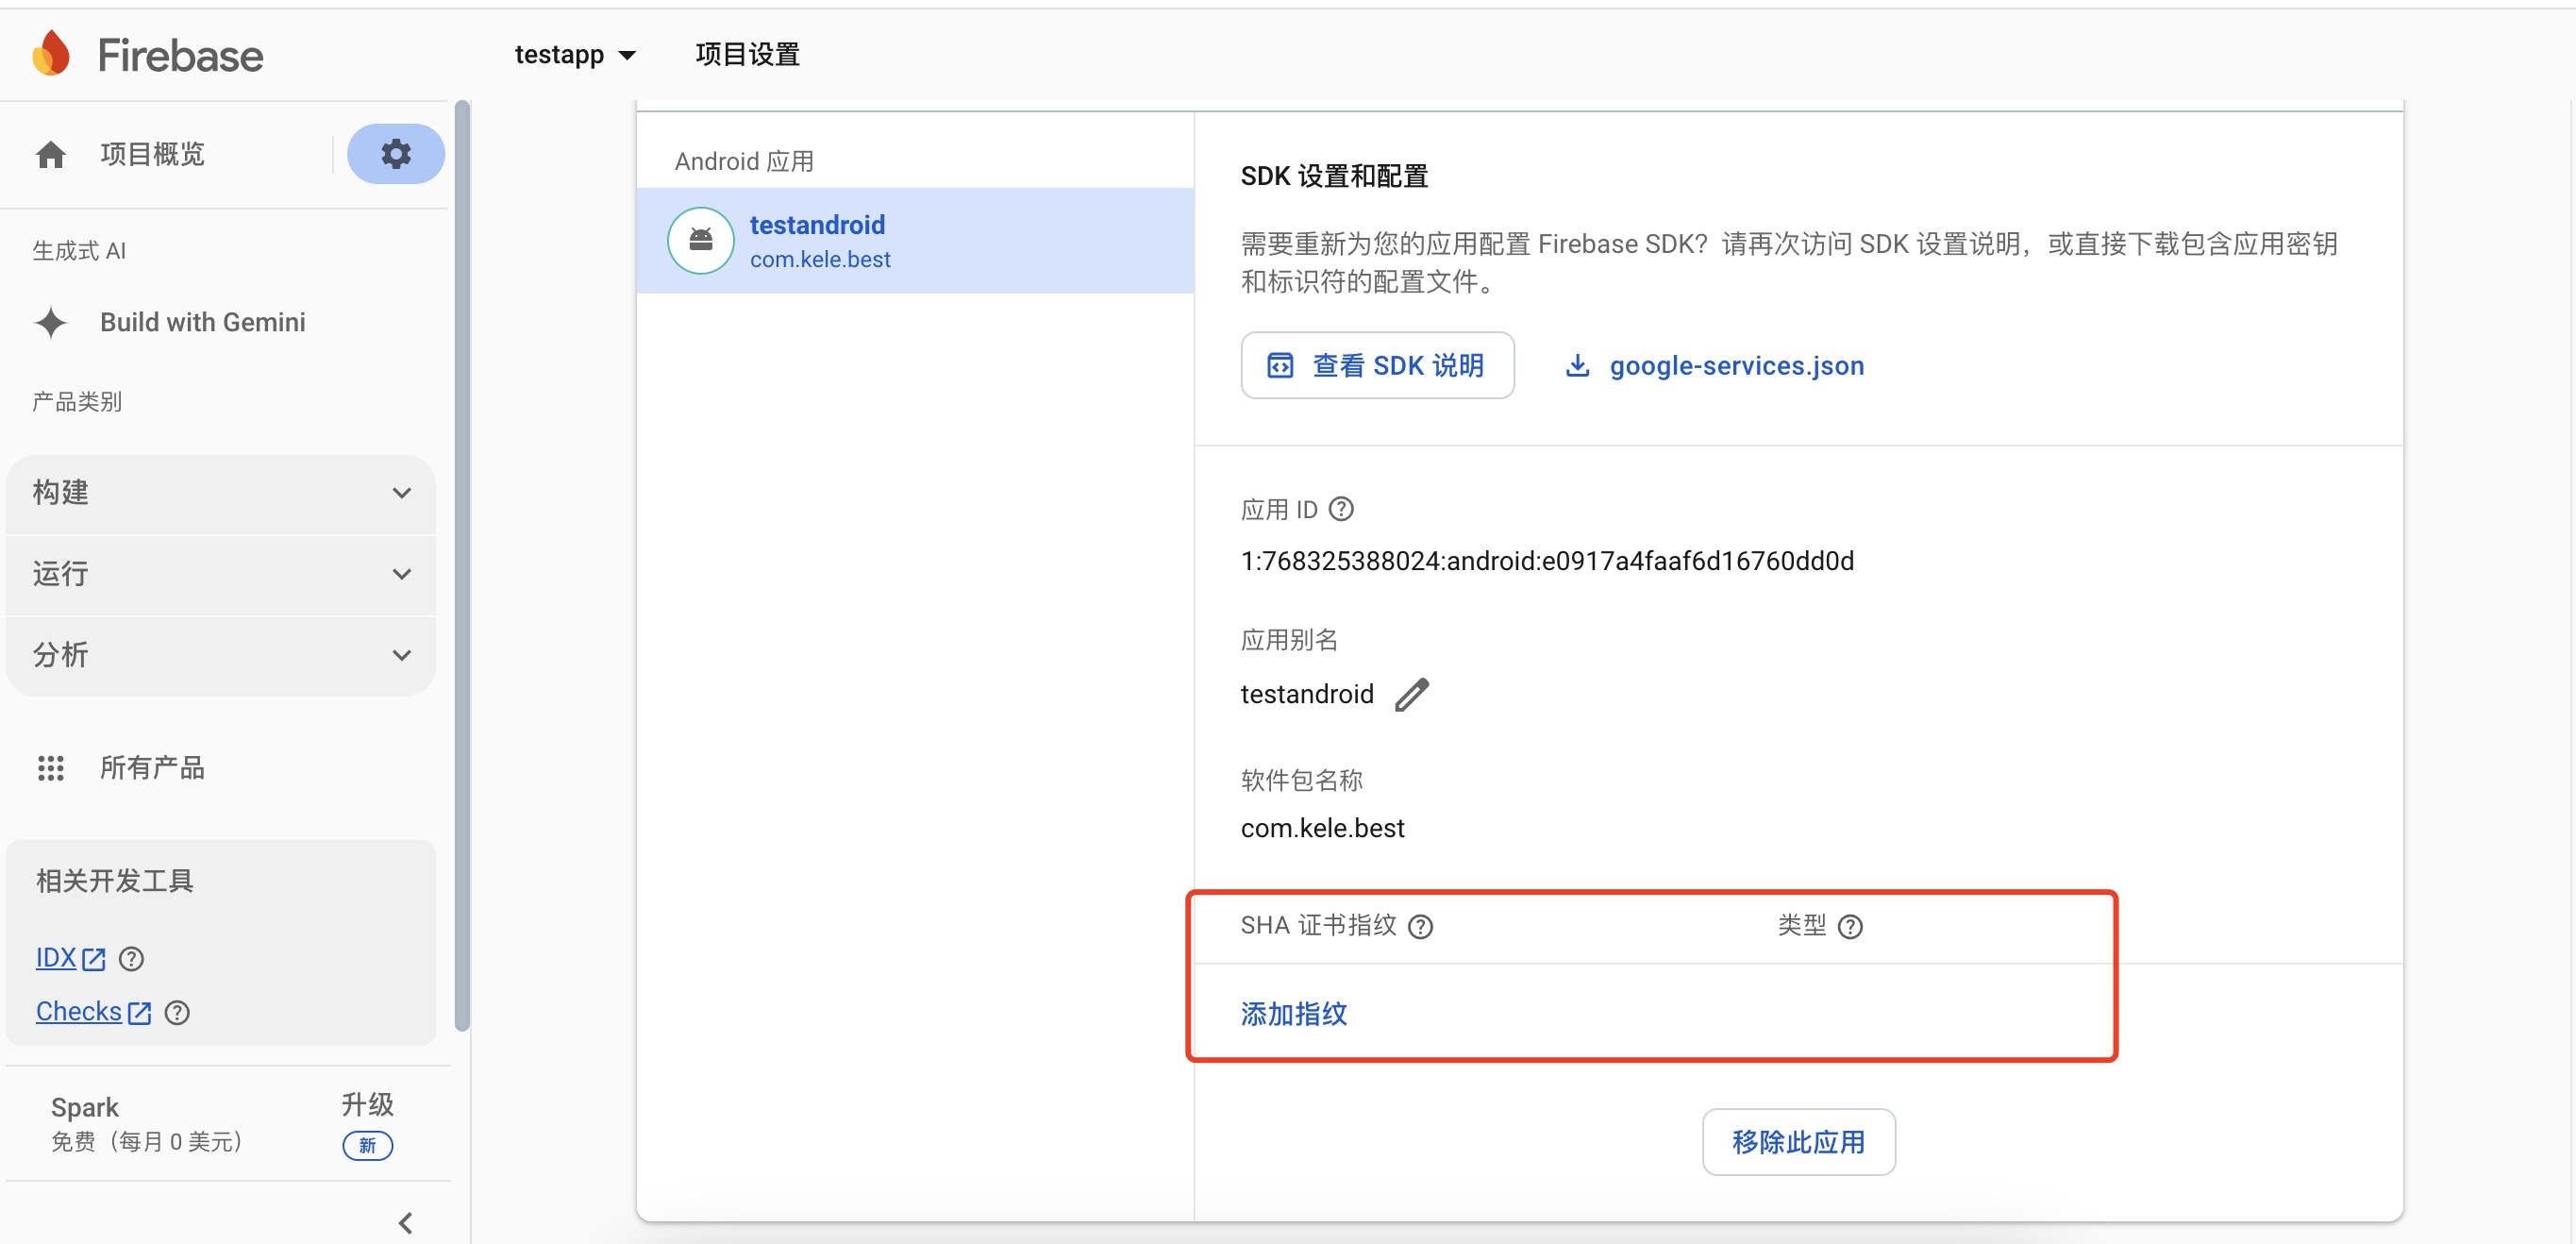 Firebase
testapp
项目设置
项目概览
生成式 AI
Build with Gemini
产品类别
构建
运行
分析
所有产品
相关开发工具
IDX
Checks
Spark
免费（每月 0 美元）
升级
新
Android 应用
testandroid
com.kele.best
SDK 设置和配置
需要重新为您的应用配置 Firebase SDK？请再次访问 SDK 设置说明，或直接下载包含应用密钥
和标识符的配置文件。
查看 SDK 说明
google-services.json
应用 ID
1:768325388024:android:e0917a4faaf6d16760dd0d
应用别名
testandroid
软件包名称
com.kele.best
SHA 证书指纹
类型
添加指纹
移除此应用